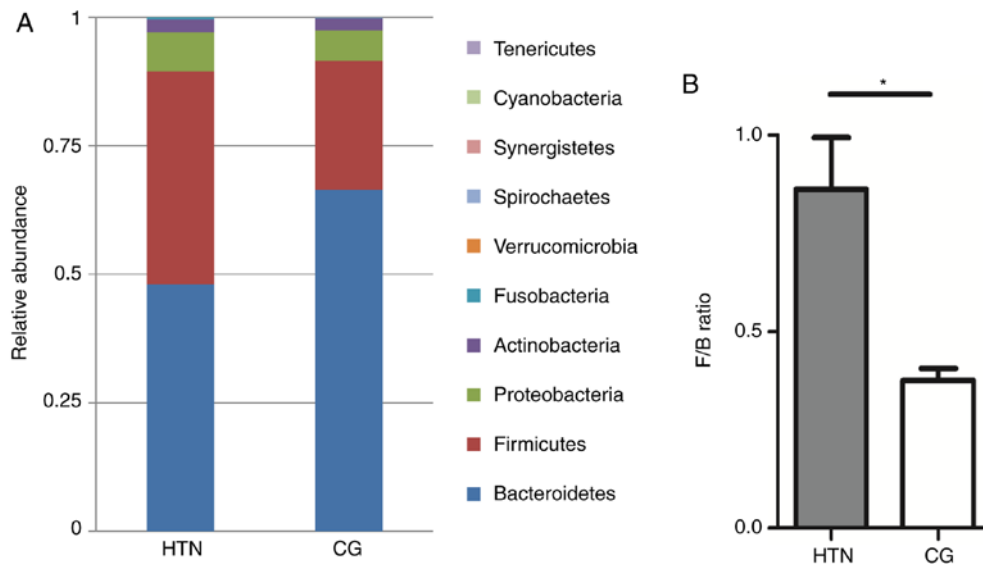 A
Relative abundance
1
0.75
0.5
0.25
0
HTN
CG
Tenericutes
Cyanobacteria
Synergistetes
Spirochaetes
Verrucomicrobia
Fusobacteria
Actinobacteria
Proteobacteria
Firmicutes
Bacteroidetes
B
*
F/B ratio
1.0
0.5
0.0
HTN
CG